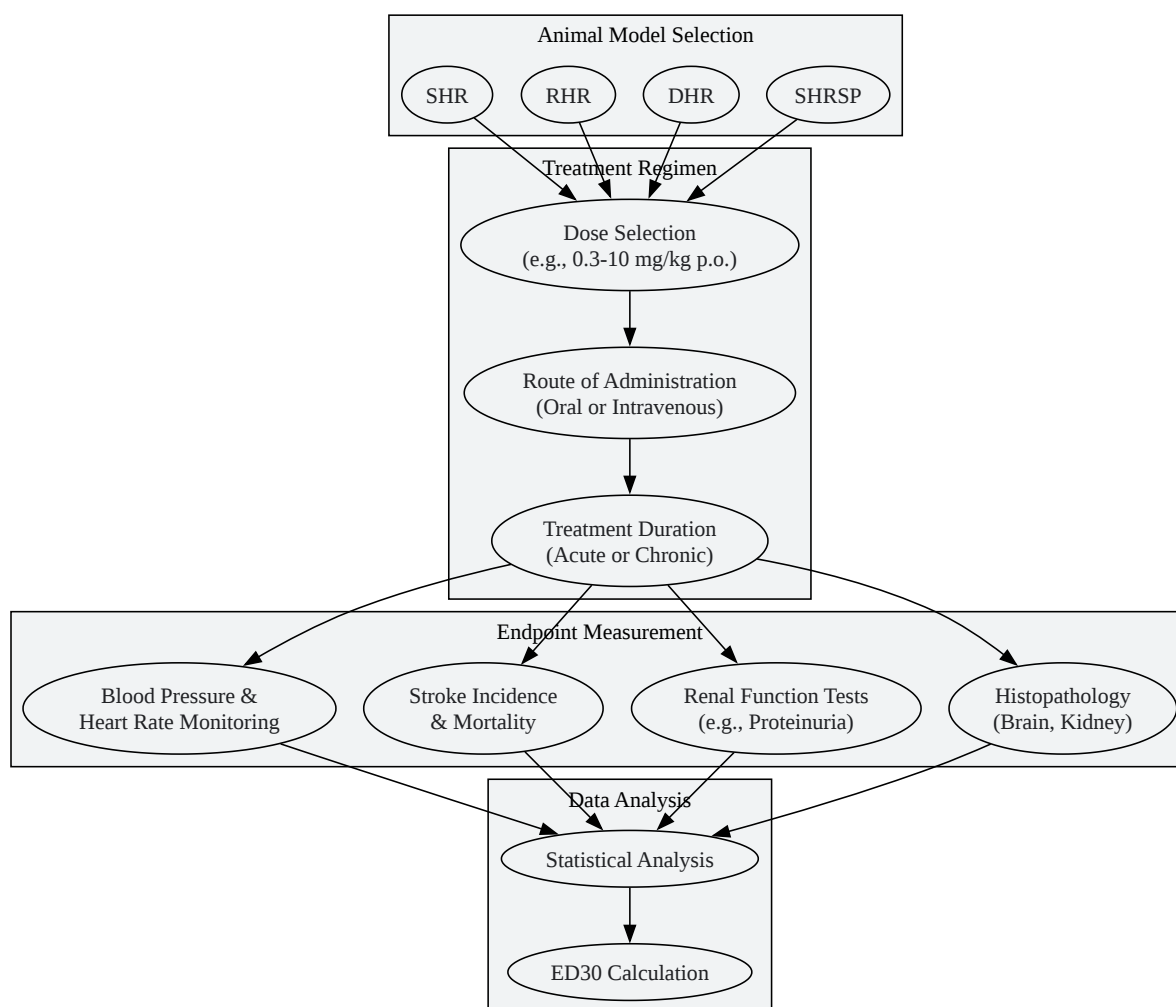 Animal Model Selection
SHR
RHR
DHR
SHRSP
Treatment Regimen
Dose Selection
(e.g., 0.3-10 mg/kg p.o.)
Route of Administration
(Oral or Intravenous)
Treatment Duration
(Acute or Chronic)
Endpoint Measurement
Blood Pressure &
Heart Rate Monitoring
Stroke Incidence
& Mortality
Renal Function Tests
(e.g., Proteinuria)
Histopathology
(Brain, Kidney)
Data Analysis
Statistical Analysis
ED30 Calculation